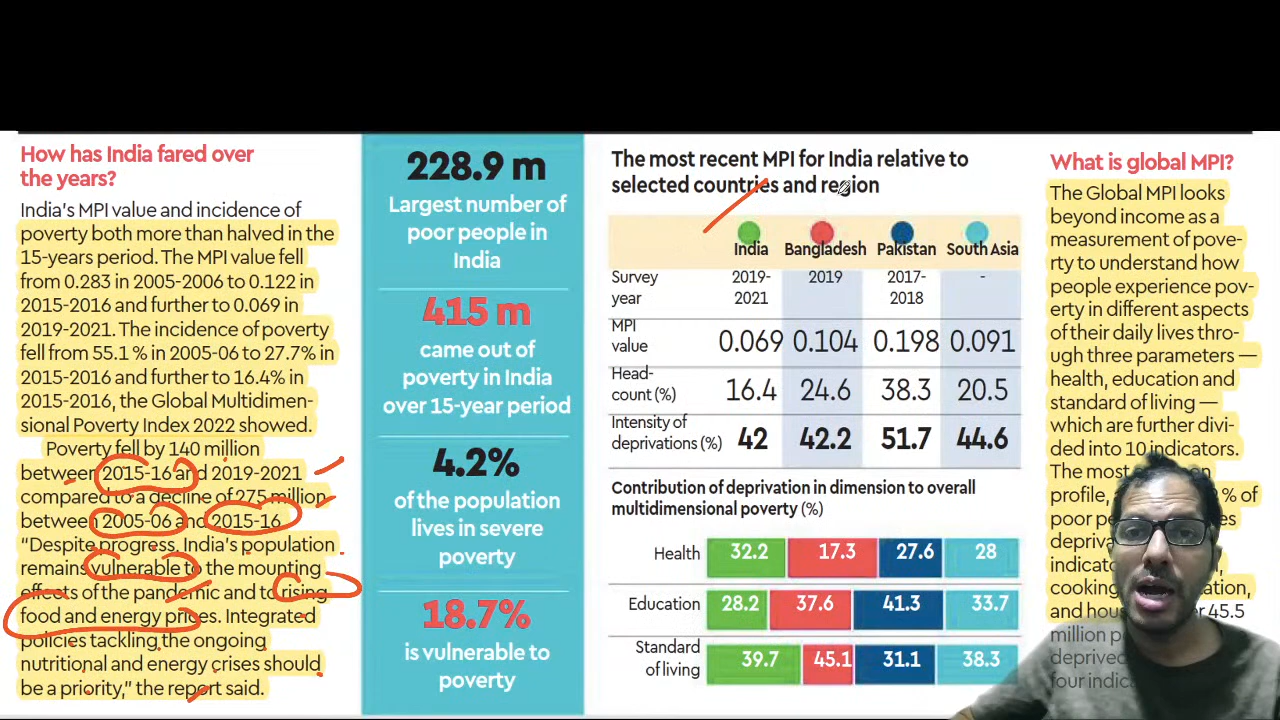 How has India fared over
the years?
India's MPI value and incidence of
poverty both more than halved in the
15-years period. The MPI value fell
from 0.283 in 2005-2006 to 0.122 in
2015-2016 and further to 0.069 in
2019-2021. The incidence of poverty
fell from 55.1 % in 2005-06 to 27.7% in
2015-2016 and further to 16.4% in
2015-2016, the Global Multidimen-
sional Poverty Index 2022 showed.
Poverty fell by 140 million
between 2015-16 and 2019-2021
compared to a decline of 275 million
between 2005-06 and 2015-16.
"Despite progress, India's population
remains vulnerable to the mounting
effects of the pandemic and to rising
food and energy prices. Integrated
policies tackling the ongoing
nutritional and energy crises should
be a priority," the report said.
228.9 m
Largest number of
poor people in
India
415 m
came out of
poverty in India
over 15-year period
4.2%
of the population
lives in severe
poverty
18.7%
is vulnerable to
poverty
The most recent MPI for India relative to
selected countries and region
India Bangladesh Pakistan South Asia
Survey year 2019-2021 2019 2017-2018 -
MPI value 0.069 0.104 0.198 0.091
Head-count (%) 16.4 24.6 38.3 20.5
Intensity of deprivations (%) 42 42.2 51.7 44.6
Contribution of deprivation in dimension to overall
multidimensional poverty (%)
Health 32.2 17.3 27.6 28
Education 28.2 37.6 41.3 33.7
Standard of living 39.7 45.1 31.1 38.3
What is global MPI?
The Global MPI looks
beyond income as a
measurement of pove-
rty to understand how
people experience pov-
erty in different aspects
of their daily lives thro-
ugh three parameters —
health, education and
standard of living —
which are further divi-
ded into 10 indicators.
The most
profile, % of
poor
depriva
indicato
cooking
and hous 45.5
million
deprived
four indic